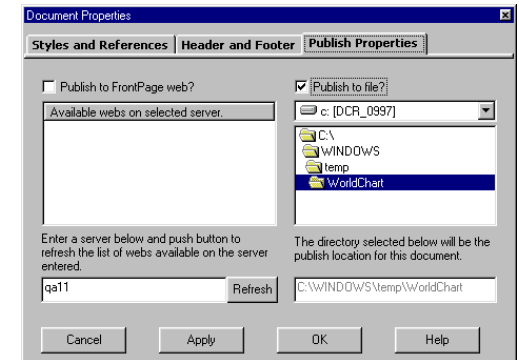 Document Properties
Styles and References
Header and Footer
Publish Properties
Publish to FrontPage web?
Available webs on selected server.
Enter a server below and push button to
refresh the list of webs available on the server
entered.
qa11
Refresh
Publish to file?
c: [DCR_0997]
C:\
WINDOWS
temp
WorldChart
The directory selected below will be the
publish location for this document.
C:\WINDOWS\temp\WorldChart
Cancel
Apply
OK
Help